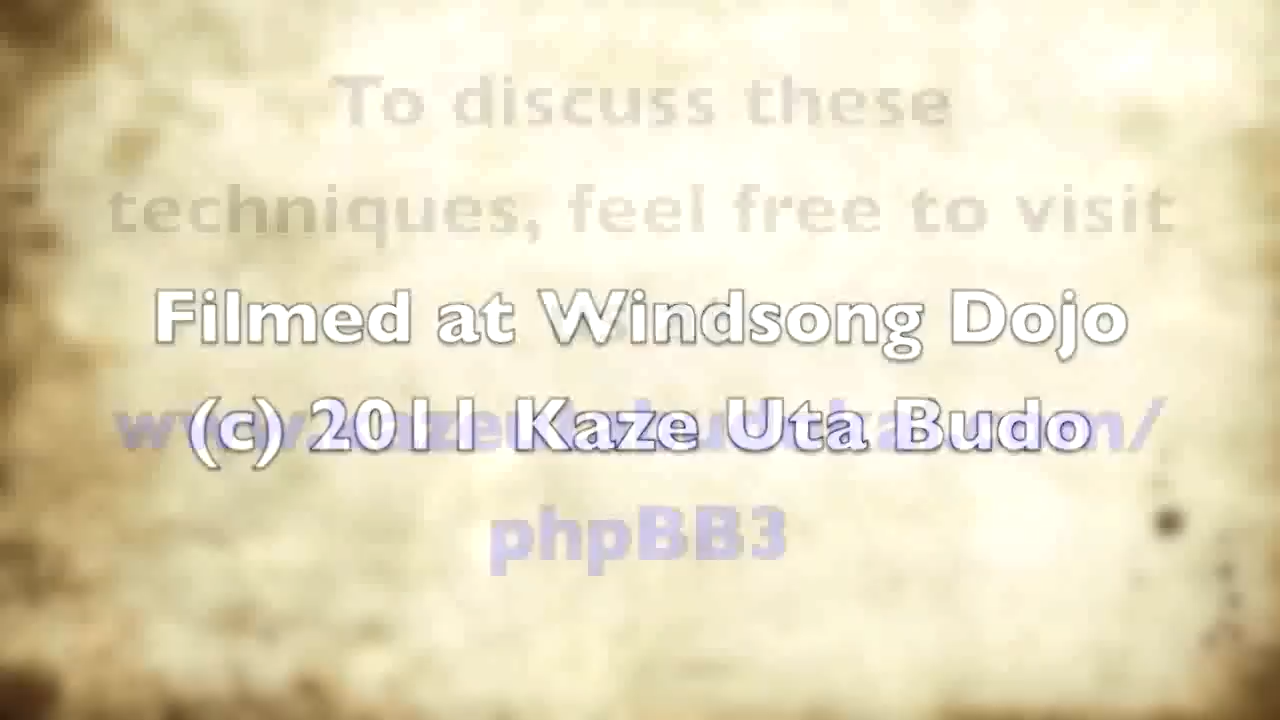 To discuss these
techniques, feel free to visit
Filmed at Windsong Dojo
(c) 2011 Kaze Uta Budo
phpBB3